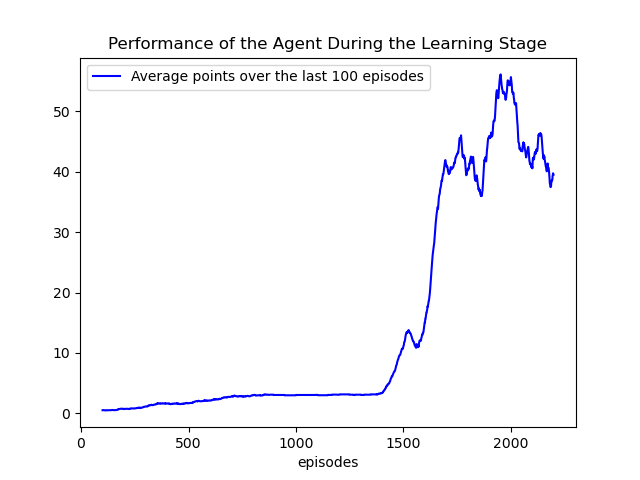 Performance of the Agent During the Learning Stage
Average points over the last 100 episodes
50
40
30
20
10
0
0 500 1000 1500 2000
episodes